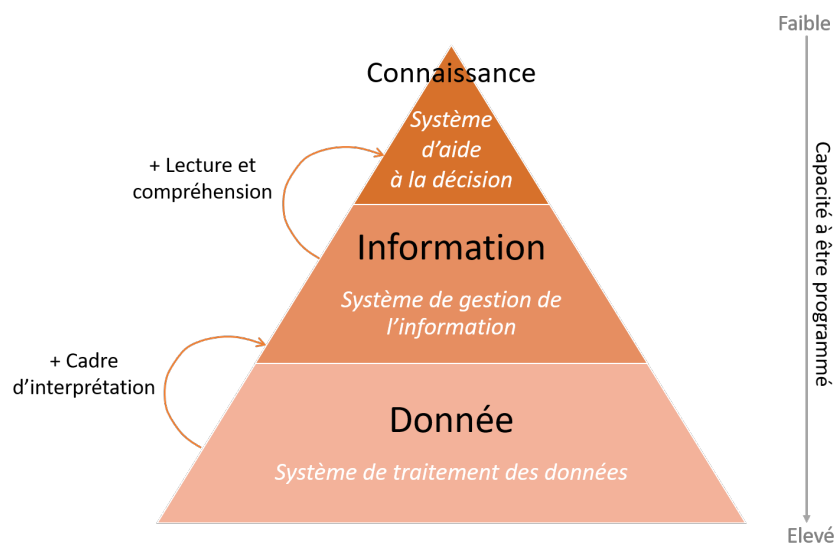 Faible
Connaissance
Système
d’aide
à la décision
+ Lecture et
compréhension
Information
Système de gestion de
l’information
+ Cadre
d’interprétation
Donnée
Système de traitement des données
Capacité à être programmé
Elevé